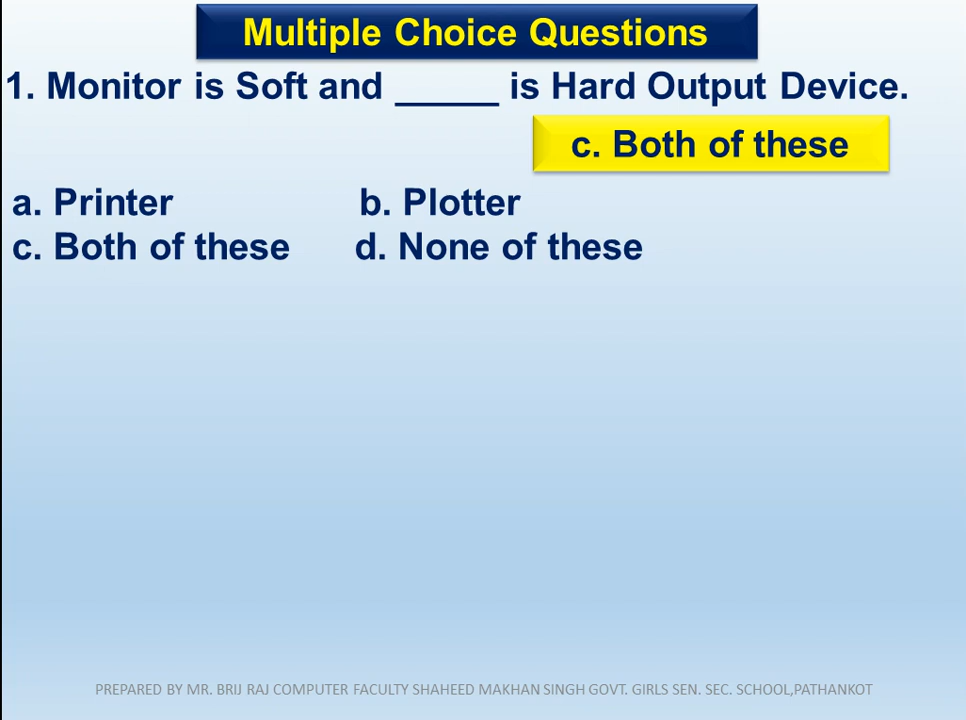 Multiple Choice Questions
1. Monitor is Soft and _____ is Hard Output Device.
c. Both of these
a. Printer b. Plotter
c. Both of these d. None of these
PREPARED BY MR. BRIJ RAJ COMPUTER FACULTY SHAHEED MAKHAN SINGH GOVT. GIRLS SEN. SEC. SCHOOL,PATHANKOT